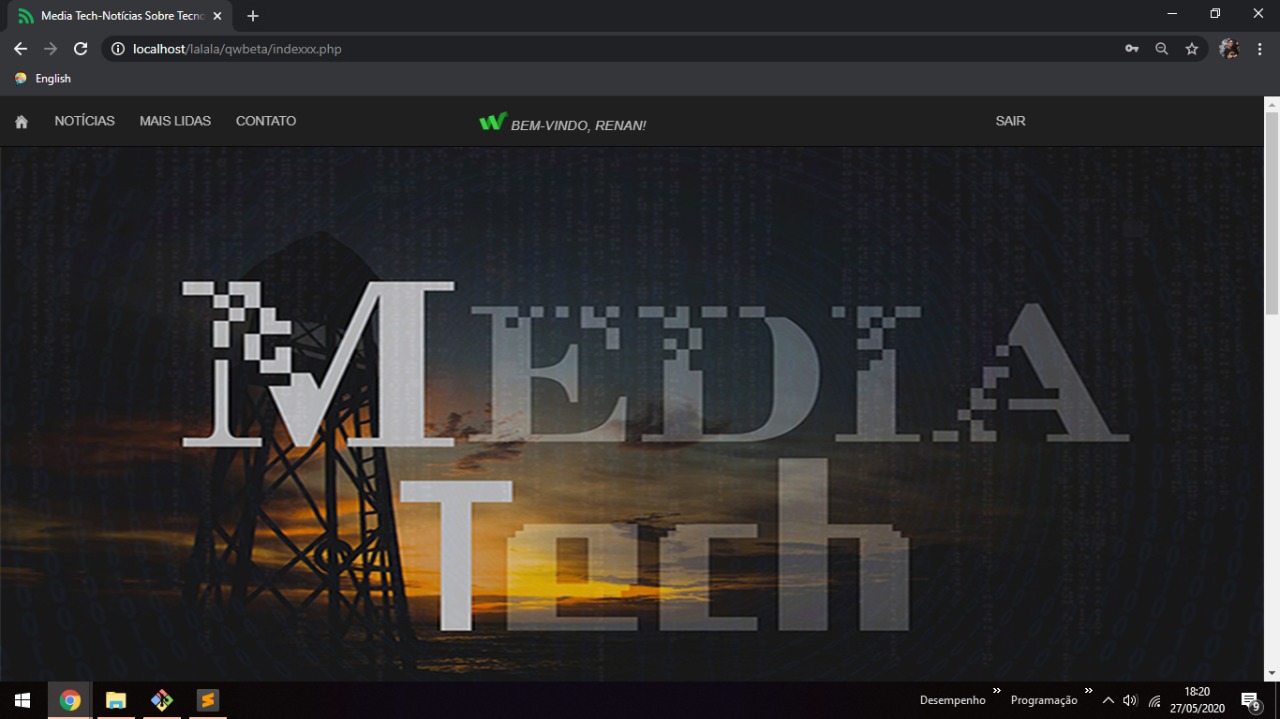 Media Tech-Notícias Sobre Tecno
localhost/lalala/qwbeta/indexxx.php
English
NOTÍCIAS MAIS LIDAS CONTATO BEM-VINDO, RENAN! SAIR
MEDIA
Tech
Desempenho » Programação » 18:20
27/05/2020 9